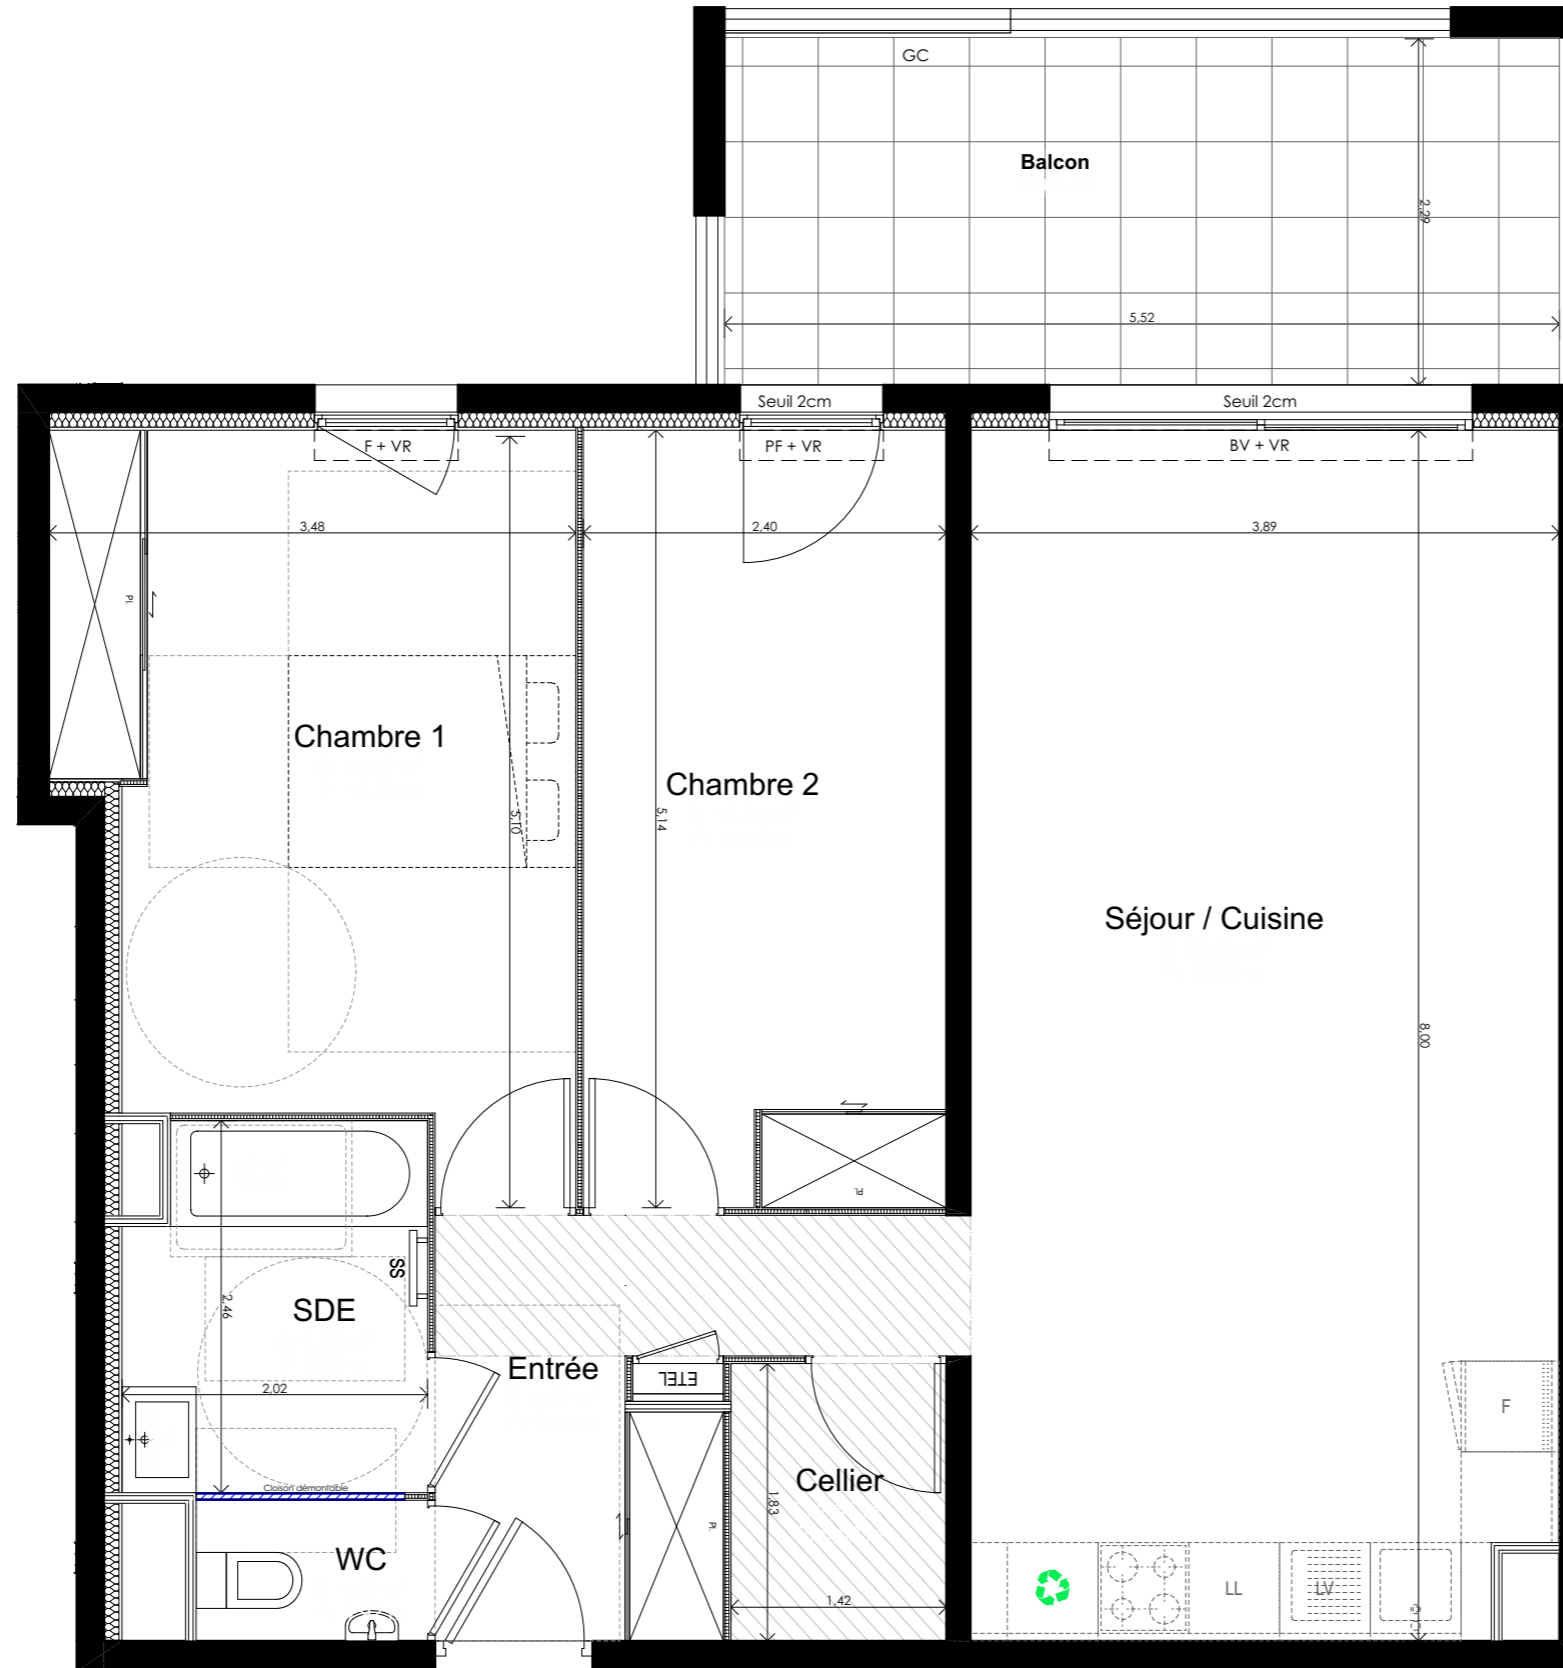 GC
Balcon
2,29
5,52
Seuil 2cm
Seuil 2cm
F + VR
PF + VR
BV + VR
3,48
2,40
3,89
PL
Chambre 1
Chambre 2
5,10
5,14
Séjour / Cuisine
8,00
PL
SS
2,46
SDE
Entrée
ETEL
2,02
F
Cellier
Cloison démontable
1,83
PL
WC
1,42
LL
LV